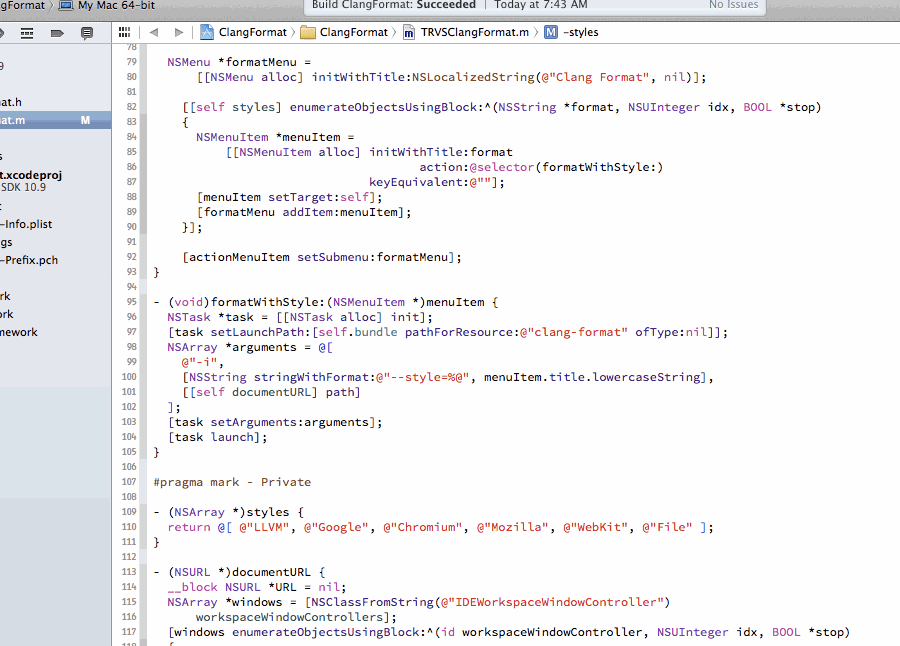 gFormat
My Mac 64-bit
Build ClangFormat: Succeeded | Today at 7:43 AM
No Issues
ClangFormat
ClangFormat
TRVSClangFormat.m
M -styles
9
at.h
at.m M
s
t.xcodeproj
SDK 10.9
-Info.plist
gs
-Prefix.pch
rk
ork
mework
78
79 NSMenu *formatMenu =
80 [[NSMenu alloc] initWithTitle:NSLocalizedString(@"Clang Format", nil)];
81
82 [[self styles] enumerateObjectsUsingBlock:^(NSString *format, NSUInteger idx, BOOL *stop)
83 {
84 NSMenuItem *menuItem =
85 [[NSMenuItem alloc] initWithTitle:format
86 action:@selector(formatWithStyle:)
87 keyEquivalent:@""];
88 [menuItem setTarget:self];
89 [formatMenu addItem:menuItem];
90 }];
91
92 [actionMenuItem setSubmenu:formatMenu];
93 }
94
95 - (void)formatWithStyle:(NSMenuItem *)menuItem {
96 NSTask *task = [[NSTask alloc] init];
97 [task setLaunchPath:[self.bundle pathForResource:@"clang-format" ofType:nil]];
98 NSArray *arguments = @[
99 @"-i",
100 [NSString stringWithFormat:@"--style=%@", menuItem.title.lowercaseString],
101 [[self documentURL] path]
102 ];
103 [task setArguments:arguments];
104 [task launch];
105 }
106
107 #pragma mark - Private
108
109 - (NSArray *)styles {
110 return @[ @"LLVM", @"Google", @"Chromium", @"Mozilla", @"WebKit", @"File" ];
111 }
112
113 - (NSURL *)documentURL {
114 __block NSURL *URL = nil;
115 NSArray *windows = [NSClassFromString(@"IDEWorkspaceWindowController")
116 workspaceWindowControllers];
117 [windows enumerateObjectsUsingBlock:^(id workspaceWindowController, NSUInteger idx, BOOL *stop)